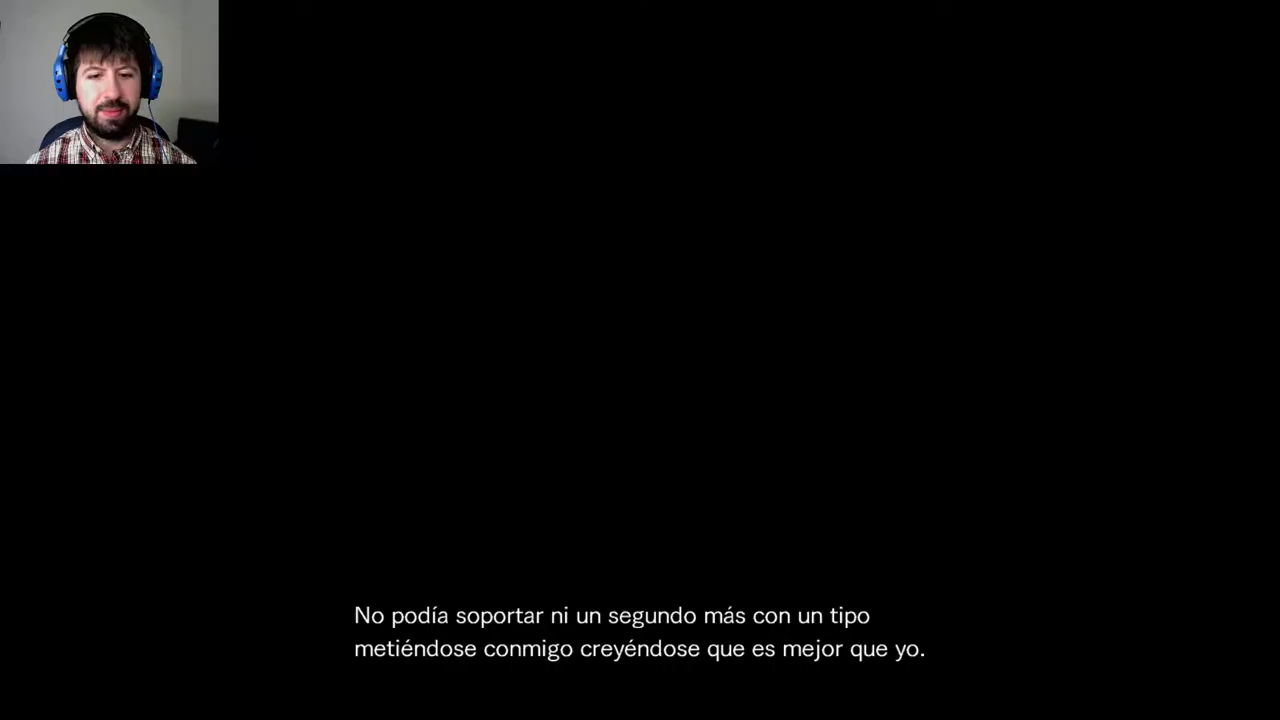 No podía soportar ni un segundo más con un tipo
metiéndose conmigo creyéndose que es mejor que yo.